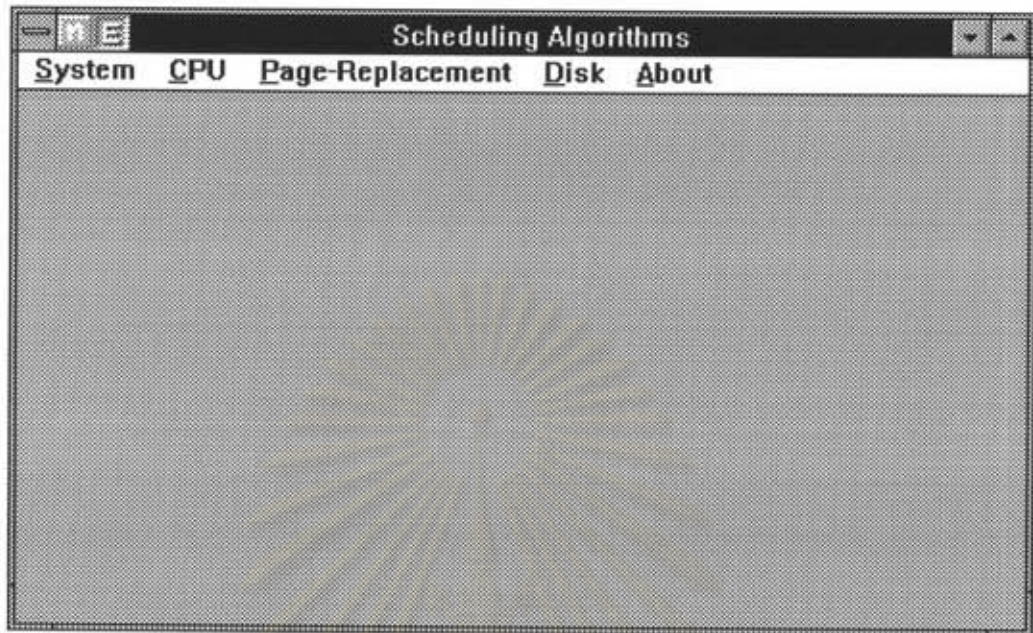 M E Scheduling Algorithms
System CPU Page-Replacement Disk About